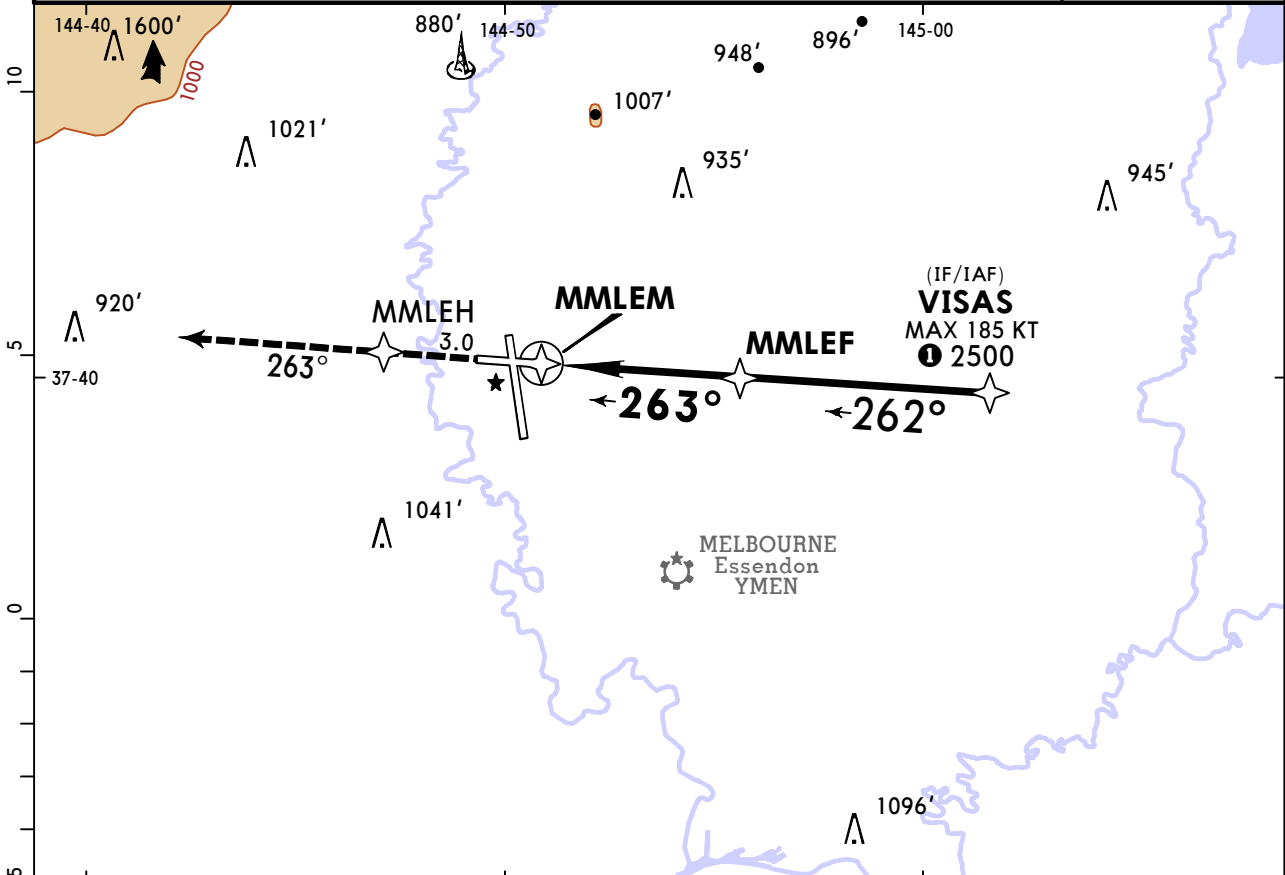 144-40
1600′
1000
880′
144-50
948′
896′
145-00
10
1021′
1007′
935′
945′
920′
MMLEH
3.0
263°
MMLEM
(IF/IAF)
VISAS
MAX 185 KT
1 2500
MMLEF
5
37-40
263°
262°
1041′
MELBOURNE
Essendon
YMEN
0
1096′
5